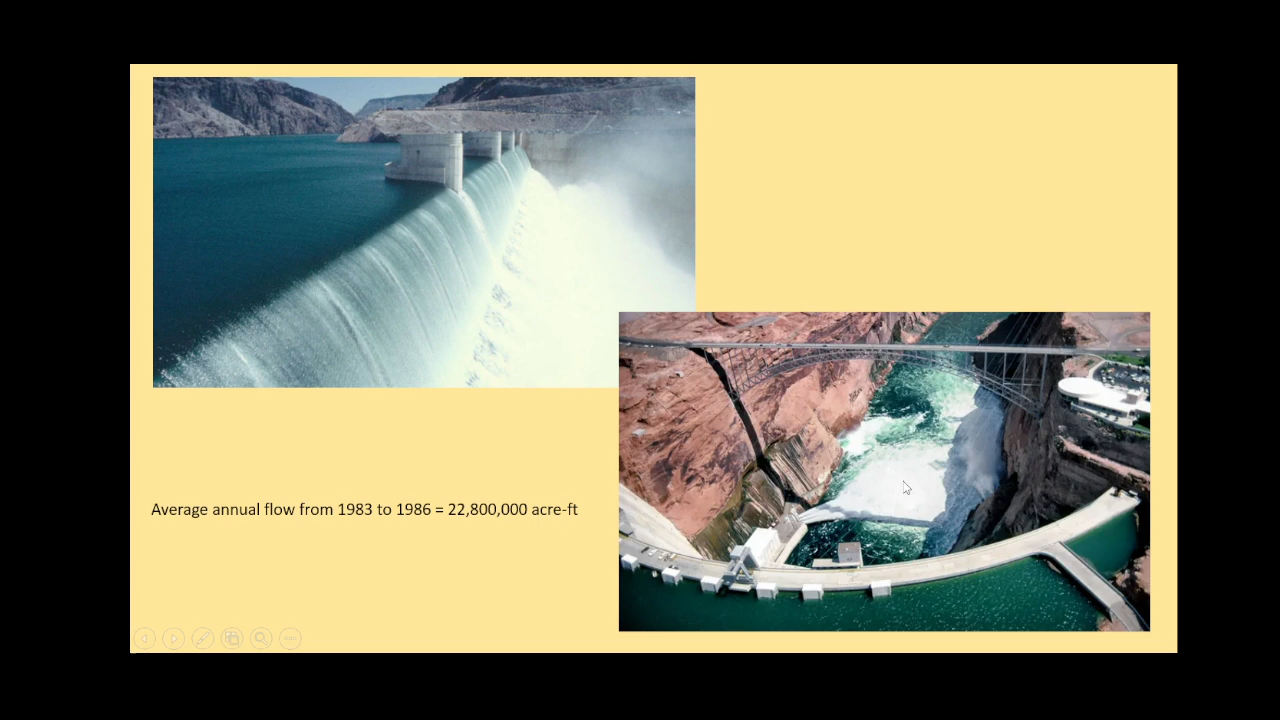 Average annual flow from 1983 to 1986 = 22,800,000 acre-ft